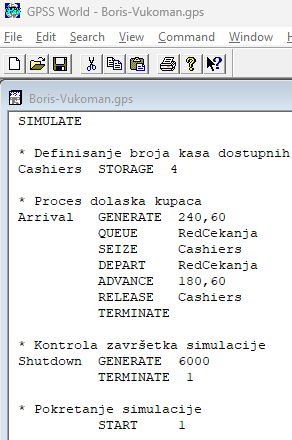 GPSS World - Boris-Vukoman.gps
File Edit Search View Command Window H
Boris-Vukoman.gps
SIMULATE
* Definisanje broja kasa dostupnih
Cashiers STORAGE 4
* Proces dolaska kupaca
Arrival GENERATE 240,60
QUEUE RedCekanja
SEIZE Cashiers
DEPART RedCekanja
ADVANCE 180,60
RELEASE Cashiers
TERMINATE
* Kontrola završetka simulacije
Shutdown GENERATE 6000
TERMINATE 1
* Pokretanje simulacije
START 1